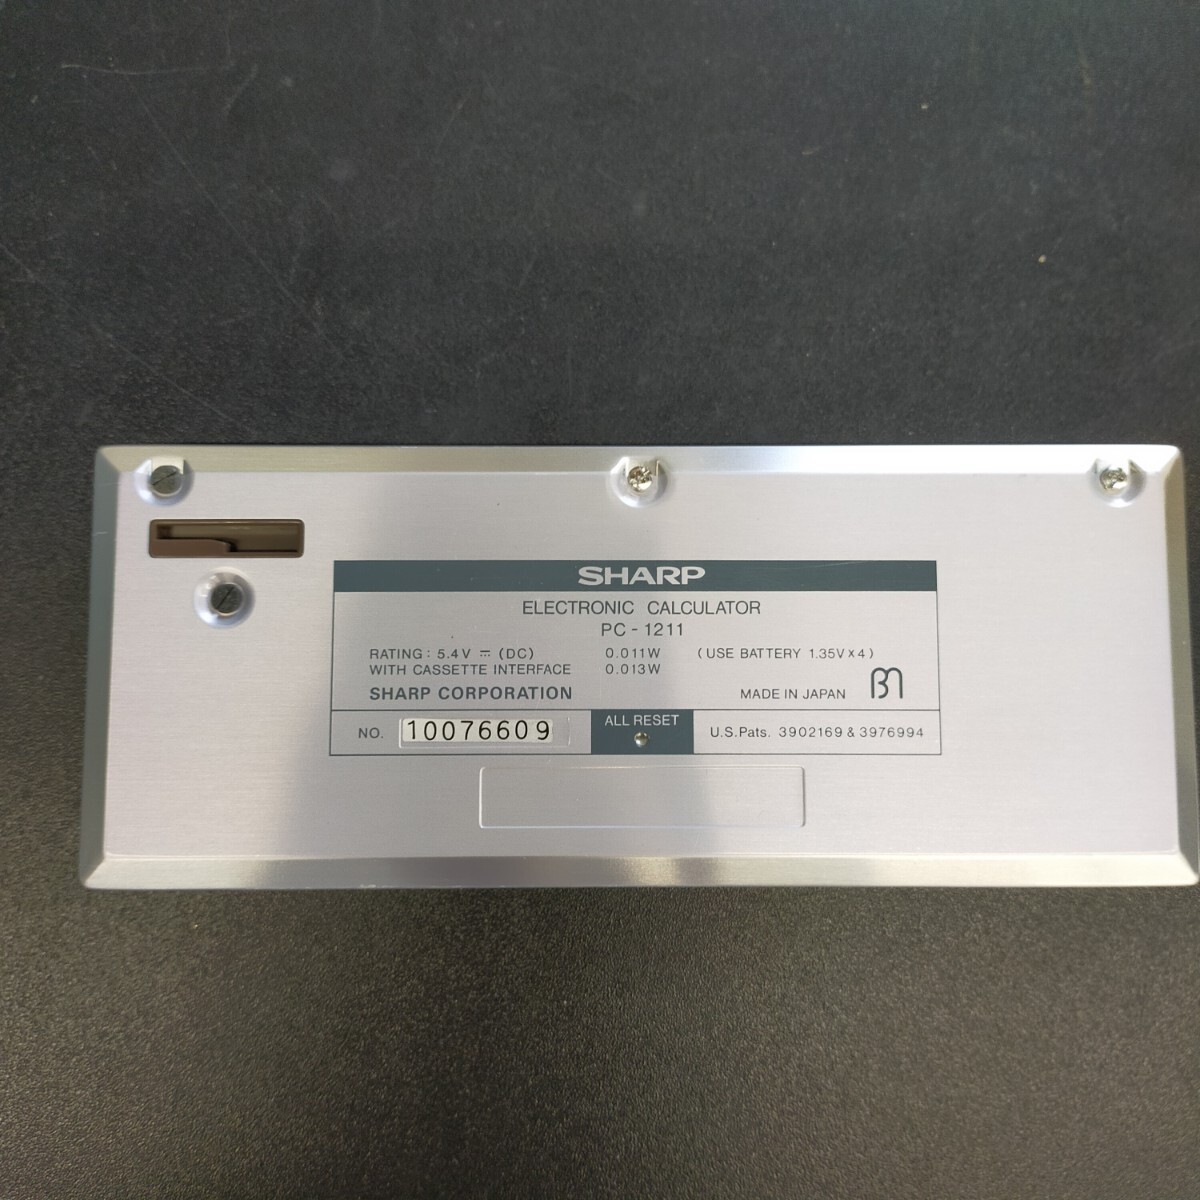 SHARP
ELECTRONIC CALCULATOR
PC-1211
RATING: 5.4V ⎓ (DC) 0.011W (USE BATTERY 1.35V×4)
WITH CASSETTE INTERFACE 0.013W
SHARP CORPORATION MADE IN JAPAN
NO. 10076609 ALL RESET U.S.Pats. 3902169 & 3976994